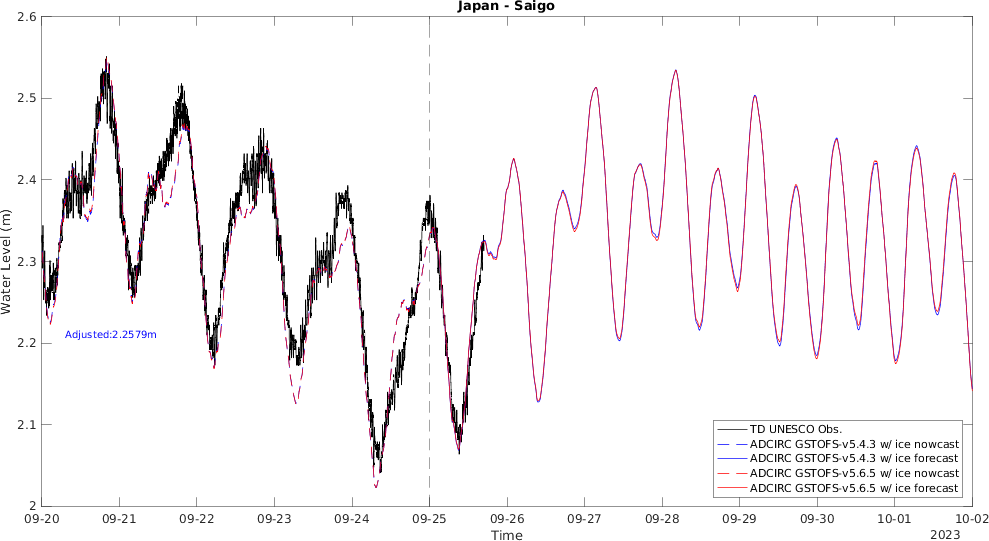 Japan - Saigo
2.6
2.5
2.4
2.3
2.2
2.1
2
Water Level (m)
Adjusted:2.2579m
TD UNESCO Obs.
ADCIRC GSTOFS-v5.4.3 w/ ice nowcast
ADCIRC GSTOFS-v5.4.3 w/ ice forecast
ADCIRC GSTOFS-v5.6.5 w/ ice nowcast
ADCIRC GSTOFS-v5.6.5 w/ ice forecast
09-20 09-21 09-22 09-23 09-24 09-25 09-26 09-27 09-28 09-29 09-30 10-01 10-02
Time
2023